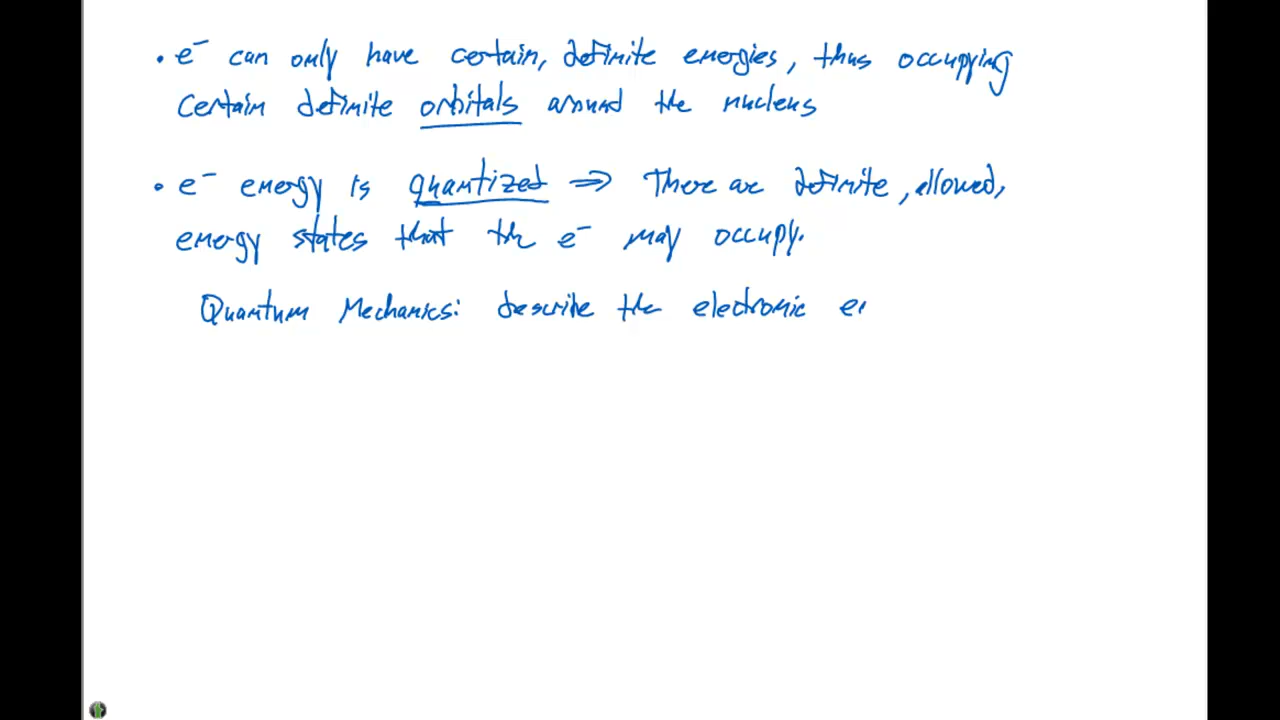 • e⁻ can only have certain, definite energies, thus occupying
certain definite orbitals around the nucleus
• e⁻ energy is quantized ⇒ There are definite, allowed,
energy states that the e⁻ may occupy.
Quantum Mechanics: describe the electronic en